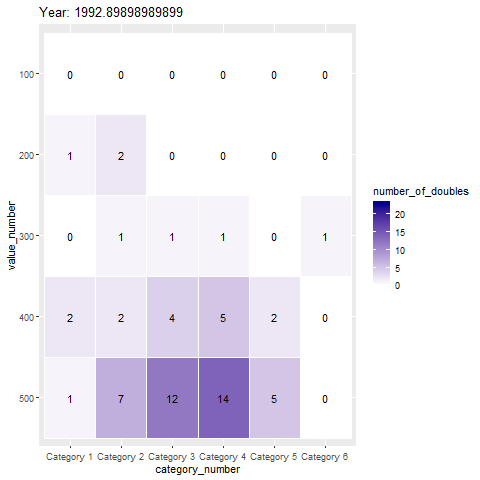 Year: 1992.89898989899
100 0 0 0 0 0 0
200 1 2 0 0 0 0
number_of_doubles
20
15
10
5
0
300 0 1 1 1 0 1
value_number
400 2 2 4 5 2 0
500 1 7 12 14 5 0
Category 1 Category 2 Category 3 Category 4 Category 5 Category 6
category_number